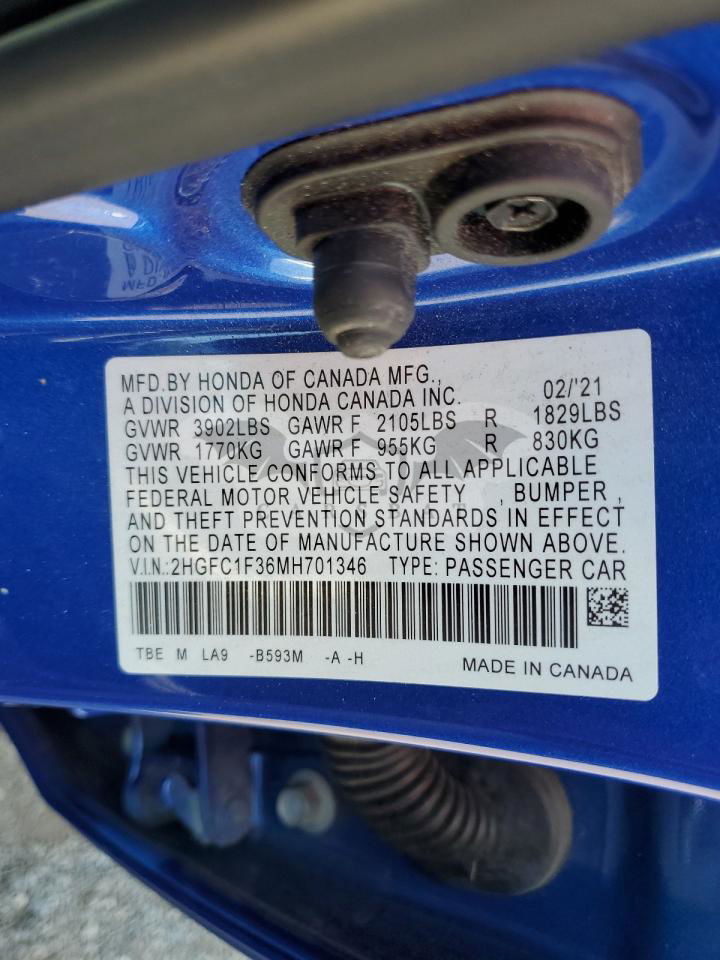 MFD.BY HONDA OF CANADA MFG.,
A DIVISION OF HONDA CANADA INC. 02/'21
GVWR 3902LBS GAWR F 2105LBS R 1829LBS
GVWR 1770KG GAWR F 955KG R 830KG
THIS VEHICLE CONFORMS TO ALL APPLICABLE
FEDERAL MOTOR VEHICLE SAFETY , BUMPER ,
AND THEFT PREVENTION STANDARDS IN EFFECT
ON THE DATE OF MANUFACTURE SHOWN ABOVE.
V.I.N.:2HGFC1F36MH701346 TYPE: PASSENGER CAR
TBE M LA9 -B593M -A -H
MADE IN CANADA